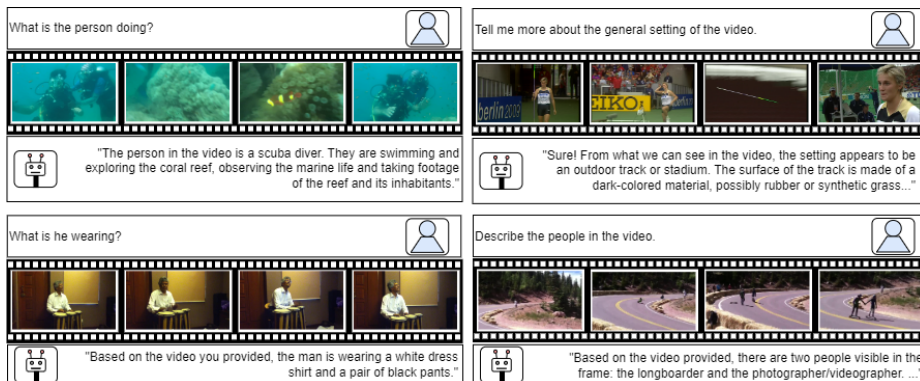 What is the person doing?
"The person in the video is a scuba diver. They are swimming and
exploring the coral reef, observing the marine life and taking footage
of the reef and its inhabitants."
Tell me more about the general setting of the video.
berlin 2009
EIKO
"Sure! From what we can see in the video, the setting appears to be
an outdoor track or stadium. The surface of the track is made of a
dark-colored material, possibly rubber or synthetic grass..."
What is he wearing?
"Based on the video you provided, the man is wearing a white dress
shirt and a pair of black pants."
Describe the people in the video.
"Based on the video provided, there are two people visible in the
frame: the longboarder and the photographer/videographer. ...